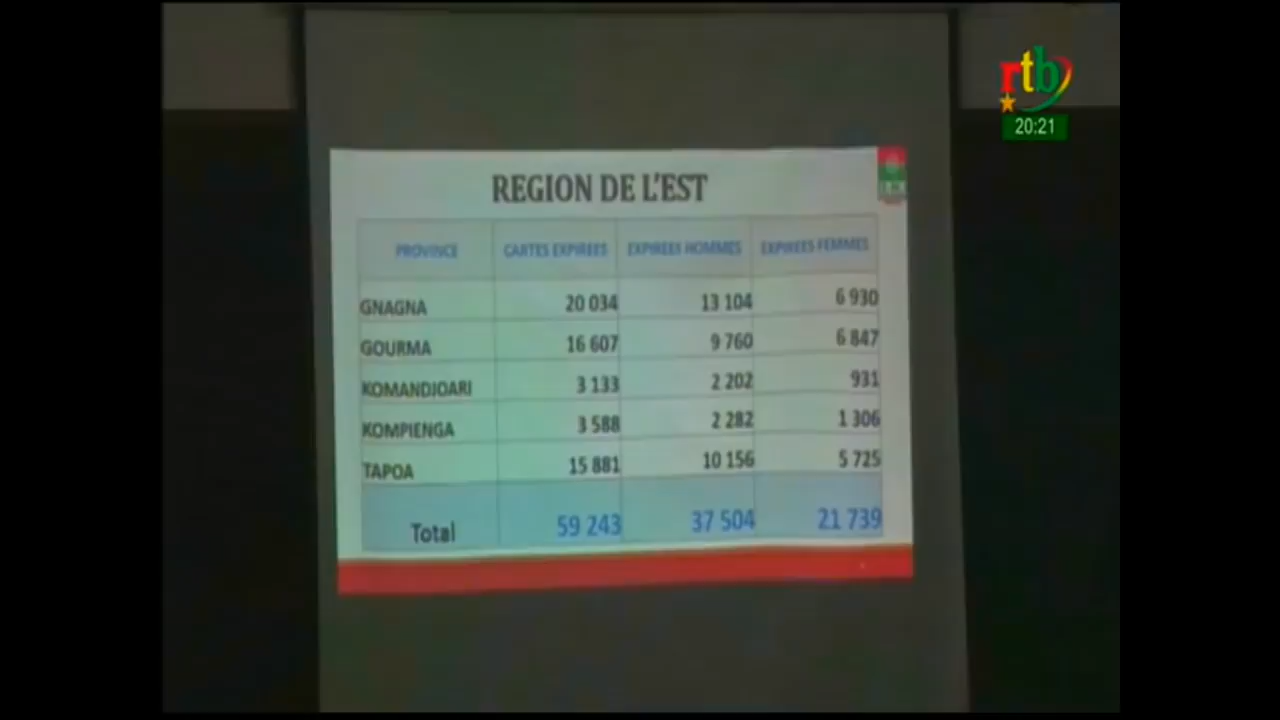 rtb
20:21
REGION DE L'EST
PROVINCE CARTES EXPIREES EXPIREES HOMMES EXPIREES FEMMES
GNAGNA 20 034 13 104 6 930
GOURMA 16 607 9 760 6 847
KOMANDJOARI 3 133 2 202 931
KOMPIENGA 3 588 2 282 1 306
TAPOA 15 881 10 156 5 725
Total 59 243 37 504 21 739